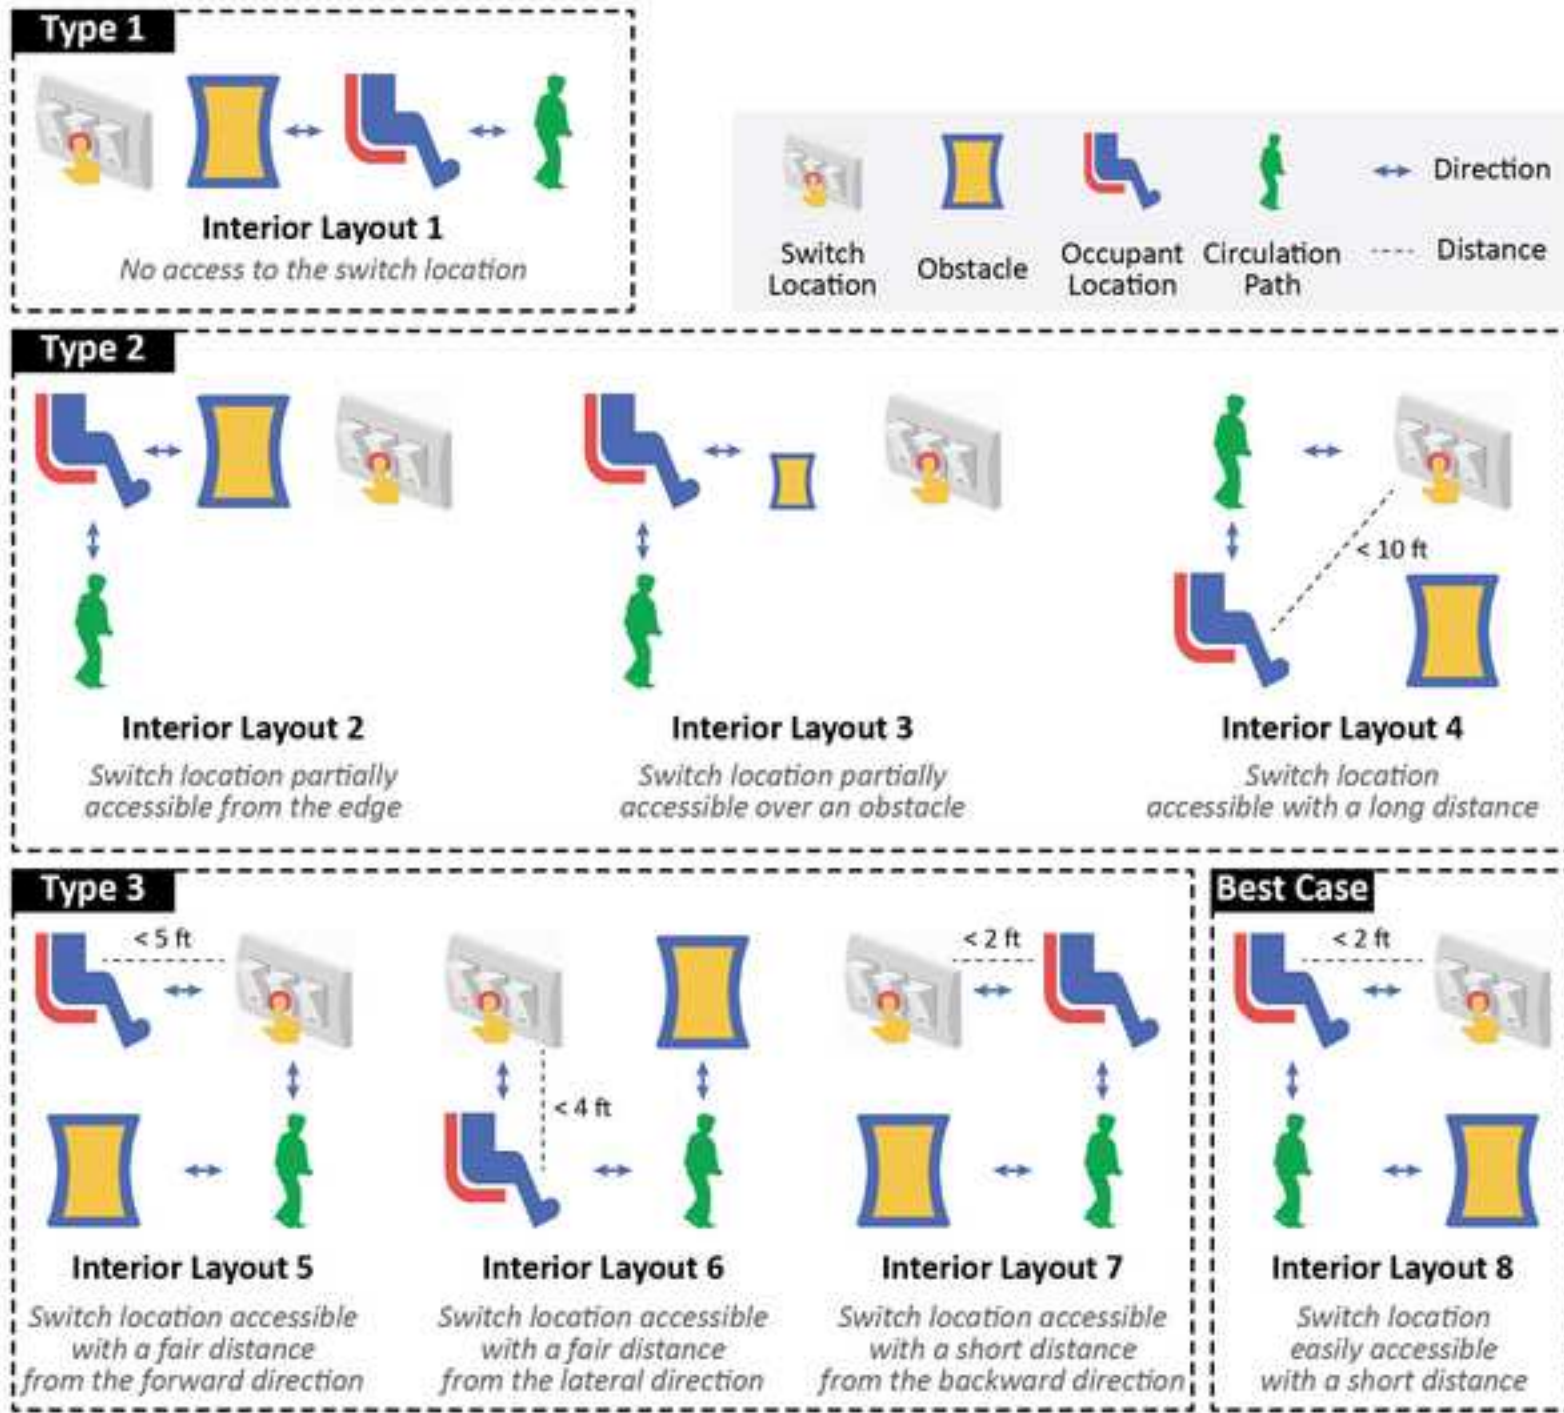 Type 1
Interior Layout 1
No access to the switch location
Switch
Location
Obstacle
Occupant
Location
Circulation
Path
Direction
Distance
Type 2
< 10 ft
Interior Layout 2
Switch location partially
accessible from the edge
Interior Layout 3
Switch location partially
accessible over an obstacle
Interior Layout 4
Switch location
accessible with a long distance
Type 3
< 5 ft
< 4 ft
< 2 ft
Interior Layout 5
Switch location accessible
with a fair distance
from the forward direction
Interior Layout 6
Switch location accessible
with a fair distance
from the lateral direction
Interior Layout 7
Switch location accessible
with a short distance
from the backward direction
Best Case
< 2 ft
Interior Layout 8
Switch location
easily accessible
with a short distance